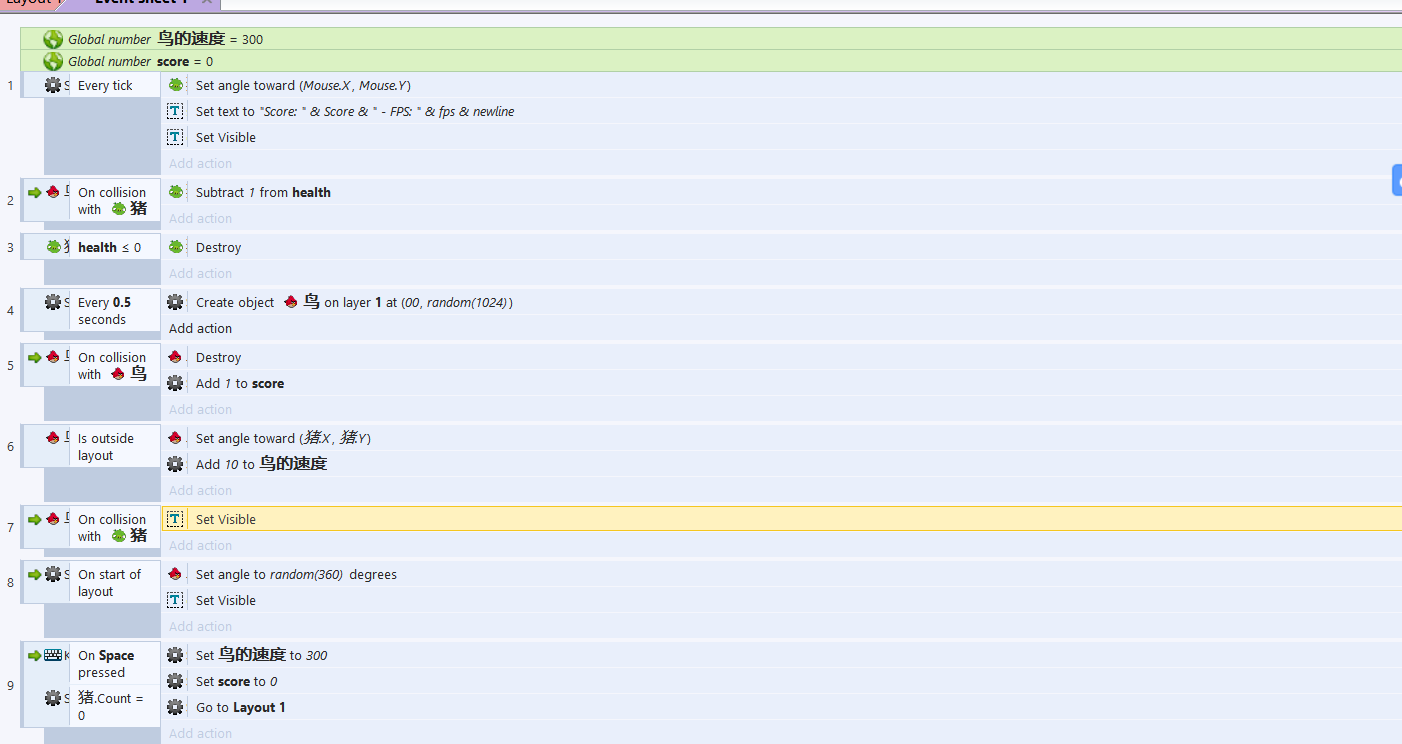 Layout 1 Event sheet 1
Global number 鸟的速度 = 300
Global number score = 0
1 S Every tick Set angle toward (Mouse.X, Mouse.Y)
Set text to "Score: " & Score & " - FPS: " & fps & newline
Set Visible
Add action
2 On collision with 猪 Subtract 1 from health
Add action
3 health ≤ 0 Destroy
Add action
4 S Every 0.5 seconds Create object 鸟 on layer 1 at (00, random(1024))
Add action
5 On collision with 鸟 Destroy
Add 1 to score
Add action
6 Is outside layout Set angle toward (猪.X, 猪.Y)
Add 10 to 鸟的速度
Add action
7 On collision with 猪 Set Visible
Add action
8 S On start of layout Set angle to random(360) degrees
Set Visible
Add action
9 K On Space pressed Set 鸟的速度 to 300
S 猪.Count = 0 Set score to 0
Go to Layout 1
Add action